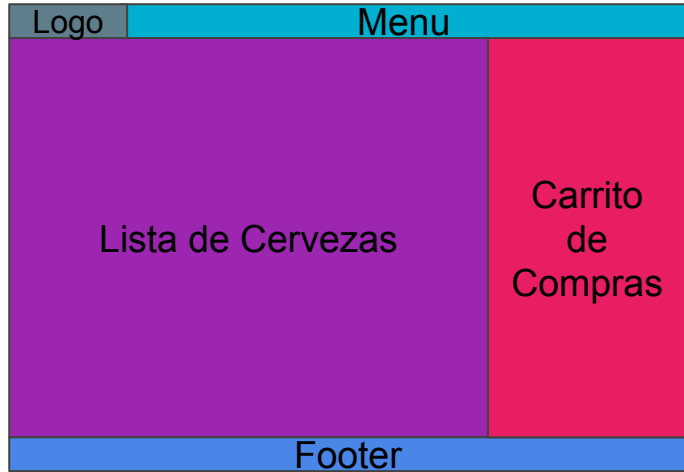 Logo
Menu
Lista de Cervezas
Carrito
de
Compras
Footer